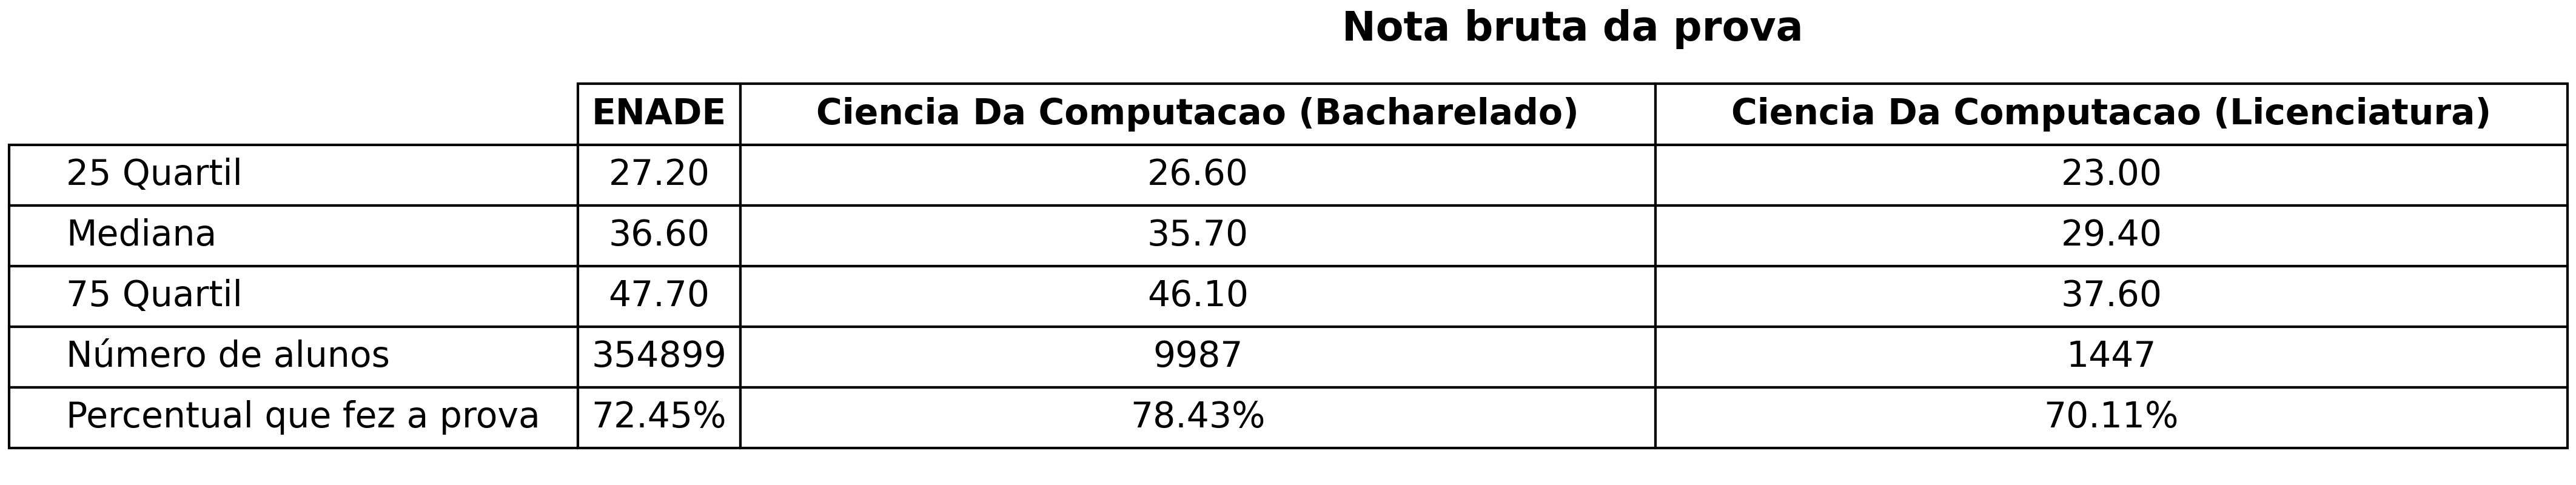 Nota bruta da prova
ENADE Ciencia Da Computacao (Bacharelado) Ciencia Da Computacao (Licenciatura)
25 Quartil 27.20 26.60 23.00
Mediana 36.60 35.70 29.40
75 Quartil 47.70 46.10 37.60
Número de alunos 354899 9987 1447
Percentual que fez a prova 72.45% 78.43% 70.11%